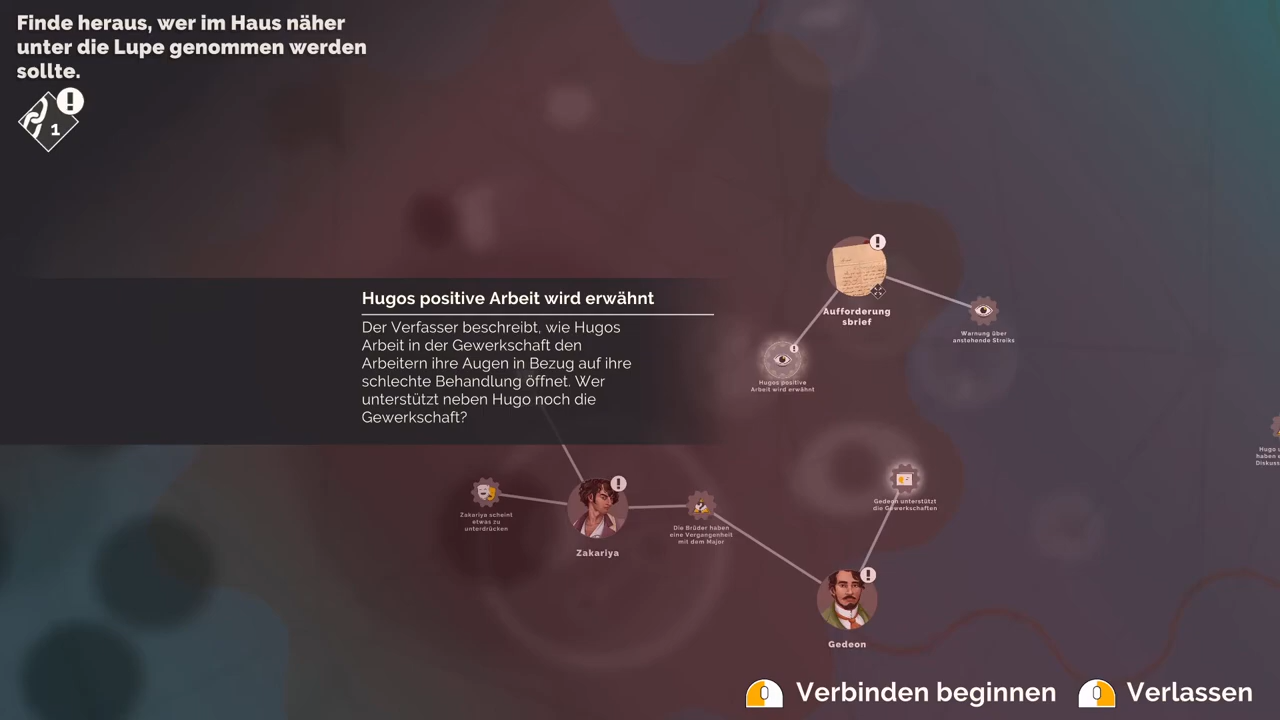 Finde heraus, wer im Haus näher
unter die Lupe genommen werden
sollte.
1
Hugos positive Arbeit wird erwähnt
Der Verfasser beschreibt, wie Hugos
Arbeit in der Gewerkschaft den
Arbeitern ihre Augen in Bezug auf ihre
schlechte Behandlung öffnet. Wer
unterstützt neben Hugo noch die
Gewerkschaft?
Aufforderung
sbrief
Warnung über
anstehende Streiks
Hugos positive
Arbeit wird erwähnt
Gedeon unterstützt
die Gewerkschaften
Zakariya scheint
etwas zu
unterdrücken
Zakariya
Die Brüder haben
eine Vergangenheit
mit dem Major
Gedeon
Hugo
haben
Diskus
Verbinden beginnen
Verlassen